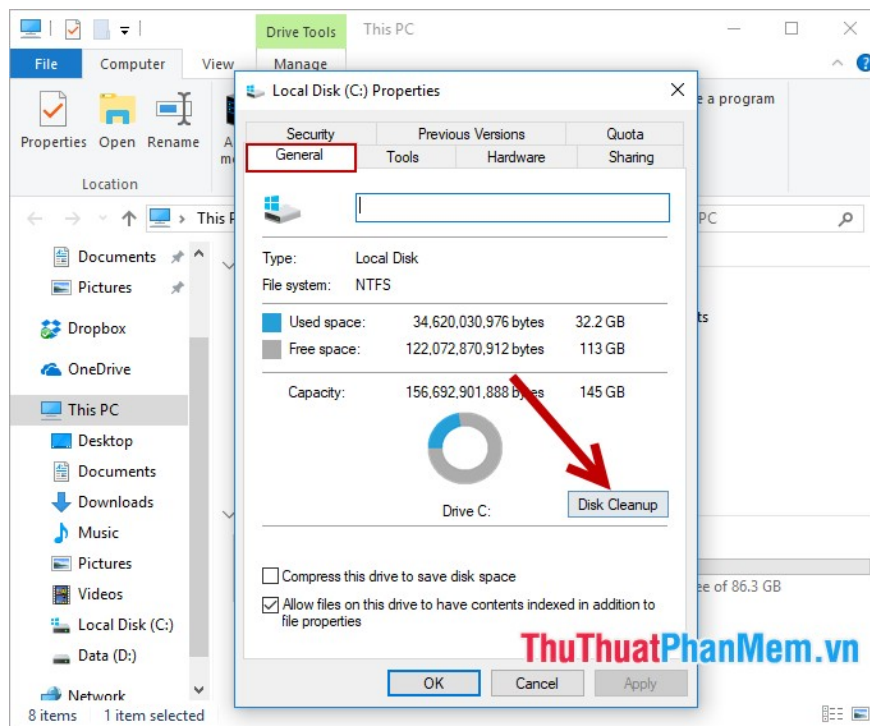 Drive Tools
This PC
File
Computer
View
Manage
Local Disk (C:) Properties
e a program
Properties
Open
Rename
Location
Security
Previous Versions
Quota
General
Tools
Hardware
Sharing
This P
PC
Documents
Pictures
Dropbox
OneDrive
This PC
Desktop
Documents
Downloads
Music
Pictures
Videos
Local Disk (C:)
Data (D:)
Network
Type: Local Disk
File system: NTFS
Used space: 34,620,030,976 bytes 32.2 GB
Free space: 122,072,870,912 bytes 113 GB
Capacity: 156,692,901,888 bytes 145 GB
Drive C:
Disk Cleanup
ts
ee of 86.3 GB
Compress this drive to save disk space
Allow files on this drive to have contents indexed in addition to
file properties
ThuThuatPhanMem.vn
OK
Cancel
Apply
8 items
1 item selected